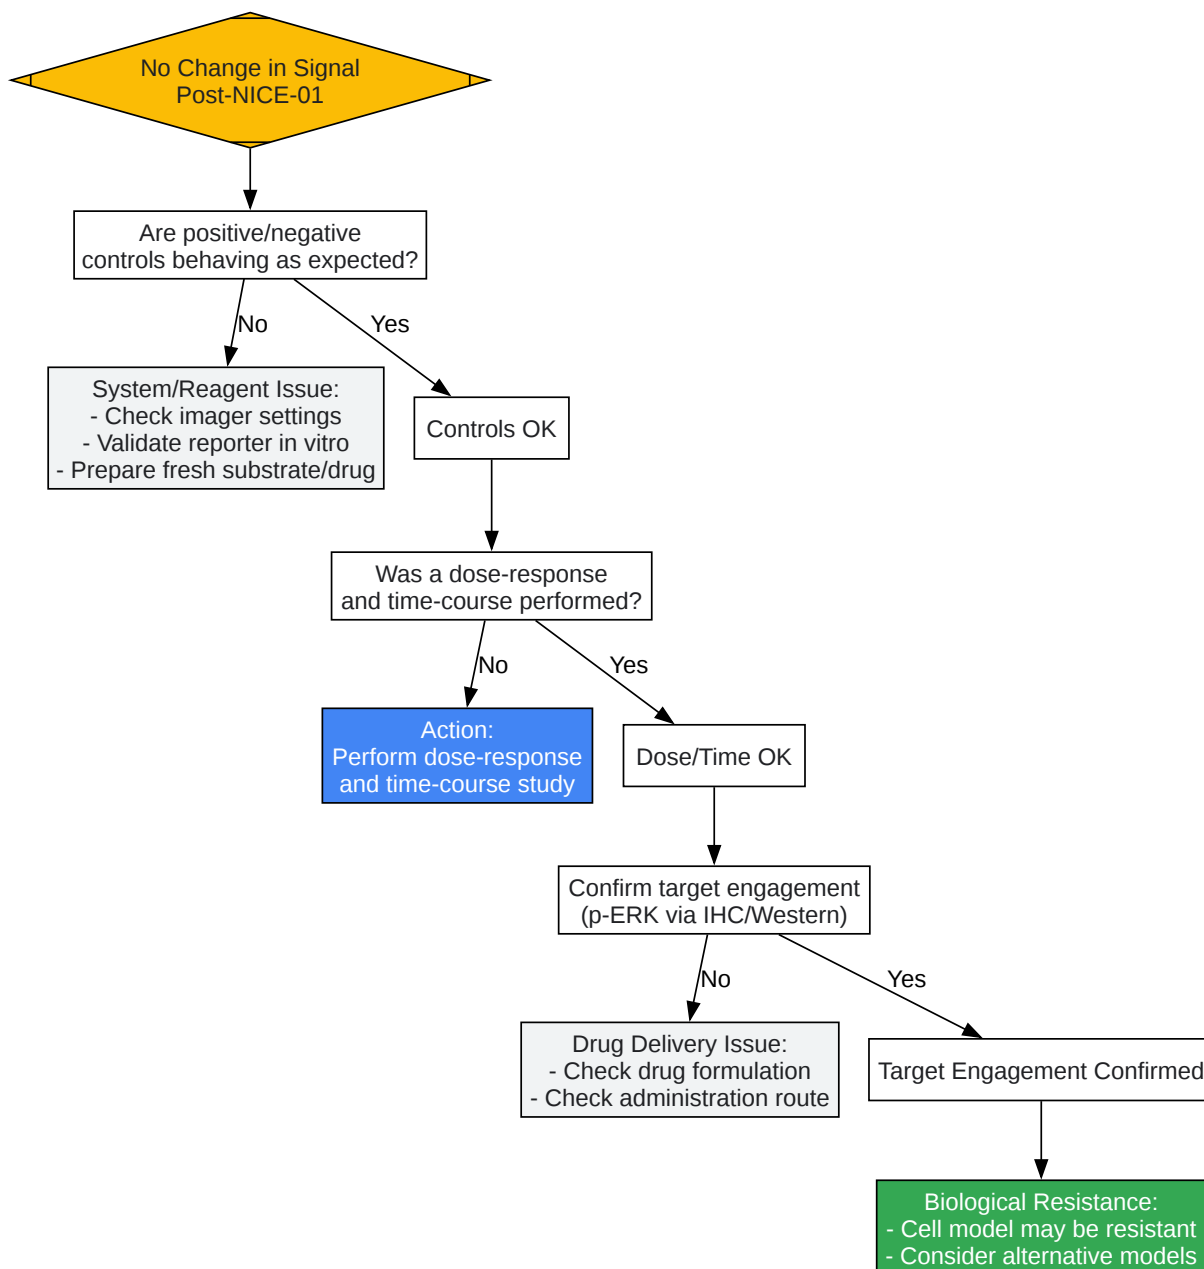 No Change in Signal
Post-NICE-01
Are positive/negative
controls behaving as expected?
No
Yes
System/Reagent Issue:
- Check imager settings
- Validate reporter in vitro
- Prepare fresh substrate/drug
Controls OK
Was a dose-response
and time-course performed?
No
Yes
Action:
Perform dose-response
and time-course study
Dose/Time OK
Confirm target engagement
(p-ERK via IHC/Western)
No
Yes
Drug Delivery Issue:
- Check drug formulation
- Check administration route
Target Engagement Confirmed
Biological Resistance:
- Cell model may be resistant
- Consider alternative models